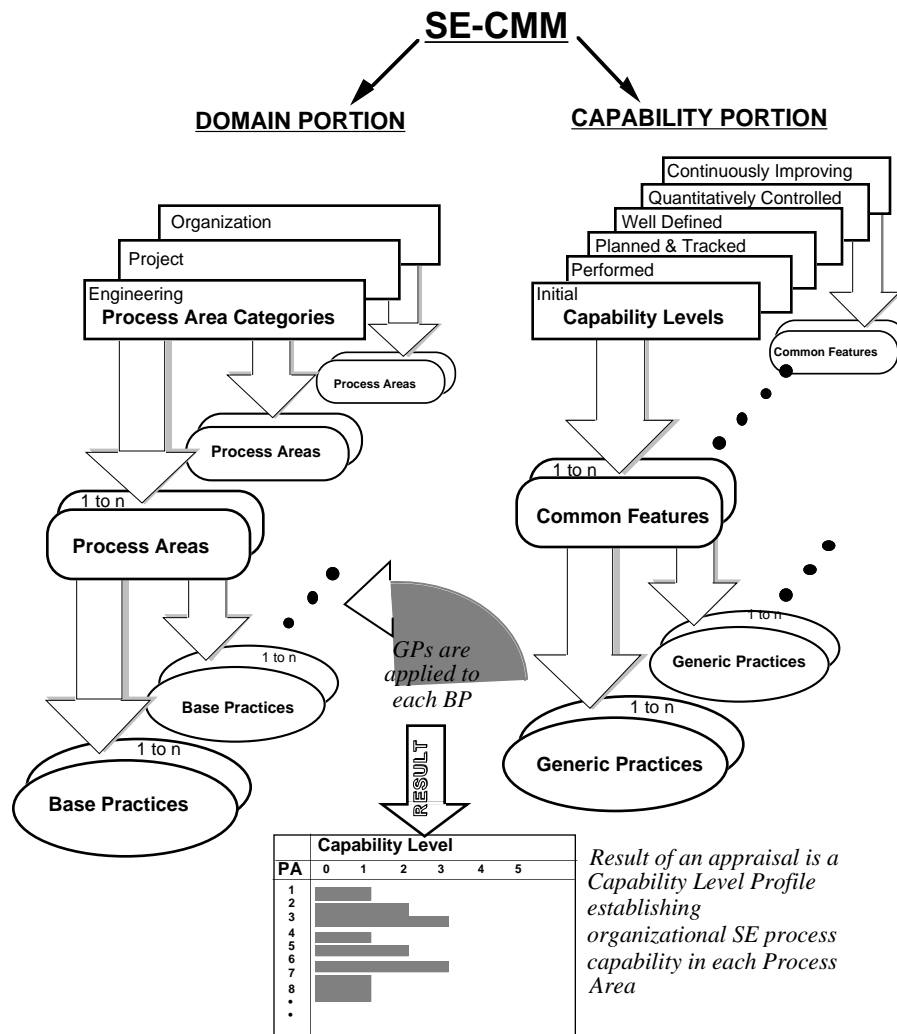 SE-CMM
DOMAIN PORTION
CAPABILITY PORTION
Organization
Project
Engineering
Process Area Categories
Process Areas
Process Areas
1 to n
Process Areas
1 to n
Base Practices
1 to n
Base Practices
Continuously Improving
Quantitatively Controlled
Well Defined
Planned & Tracked
Performed
Initial
Capability Levels
Common Features
1 to n
Common Features
1 to n
Generic Practices
1 to n
Generic Practices
GPs are
applied to
each BP
RESULT
Capability Level
PA 0 1 2 3 4 5
1
2
3
4
5
6
7
8
Result of an appraisal is a
Capability Level Profile
establishing
organizational SE process
capability in each Process
Area